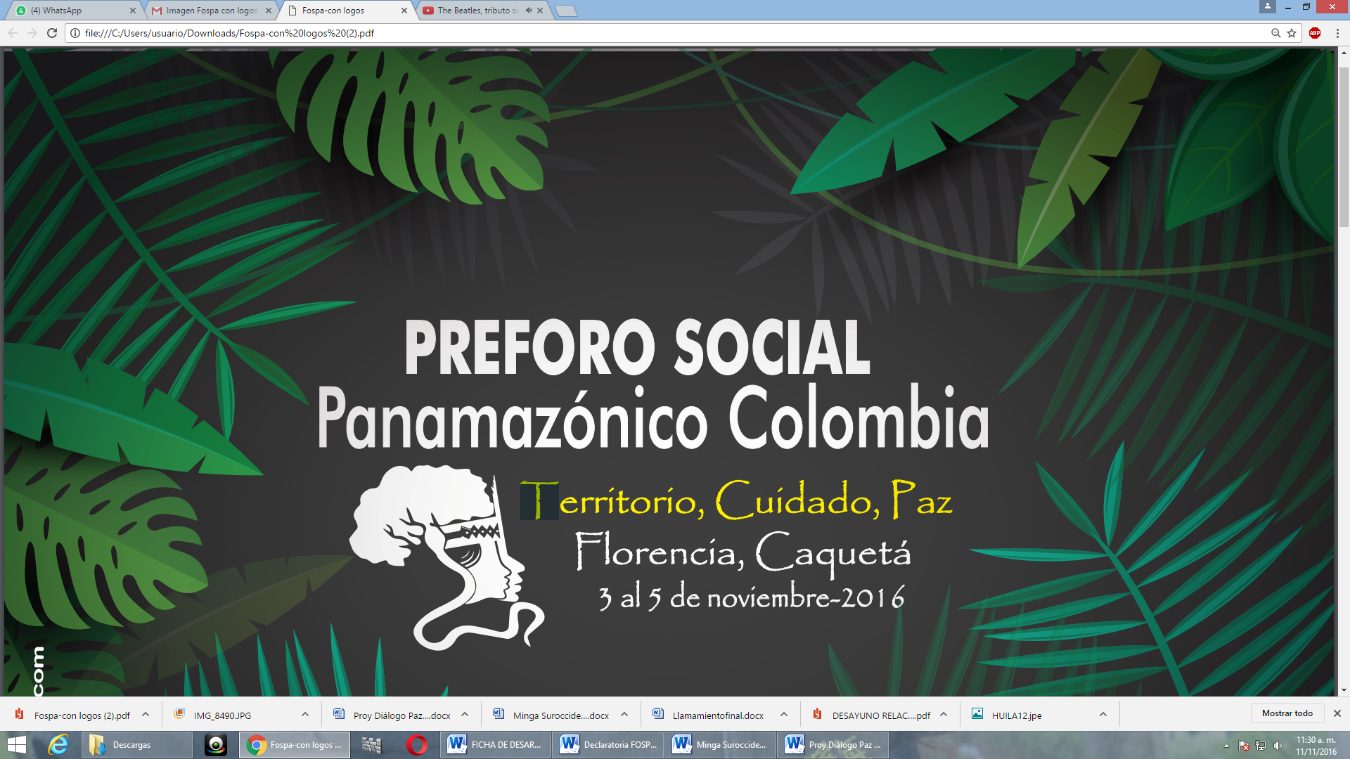 (4) WhatsApp
Imagen Fospa con logos
Fospa-con logos
The Beatles, tributo sa
file:///C:/Users/usuario/Downloads/Fospa-con%20logos%20(2).pdf
ABP
PREFORO SOCIAL
Panamazónico Colombia
Territorio, Cuidado, Paz
Florencia, Caquetá
3 al 5 de noviembre-2016
com
Fospa-con logos (2).pdf
IMG_8490.JPG
Proy Diálogo Paz....docx
Minga Suroccide....docx
Llamamientofinal.docx
DESAYUNO RELAC....pdf
HUILA12.jpe
Mostrar todo
Descargas
Fospa-con logos ...
FICHA DE DESAR...
Declaratoria FOSP...
Minga Suroccide...
Proy Diálogo Paz ...
11:30 a. m.
11/11/2016